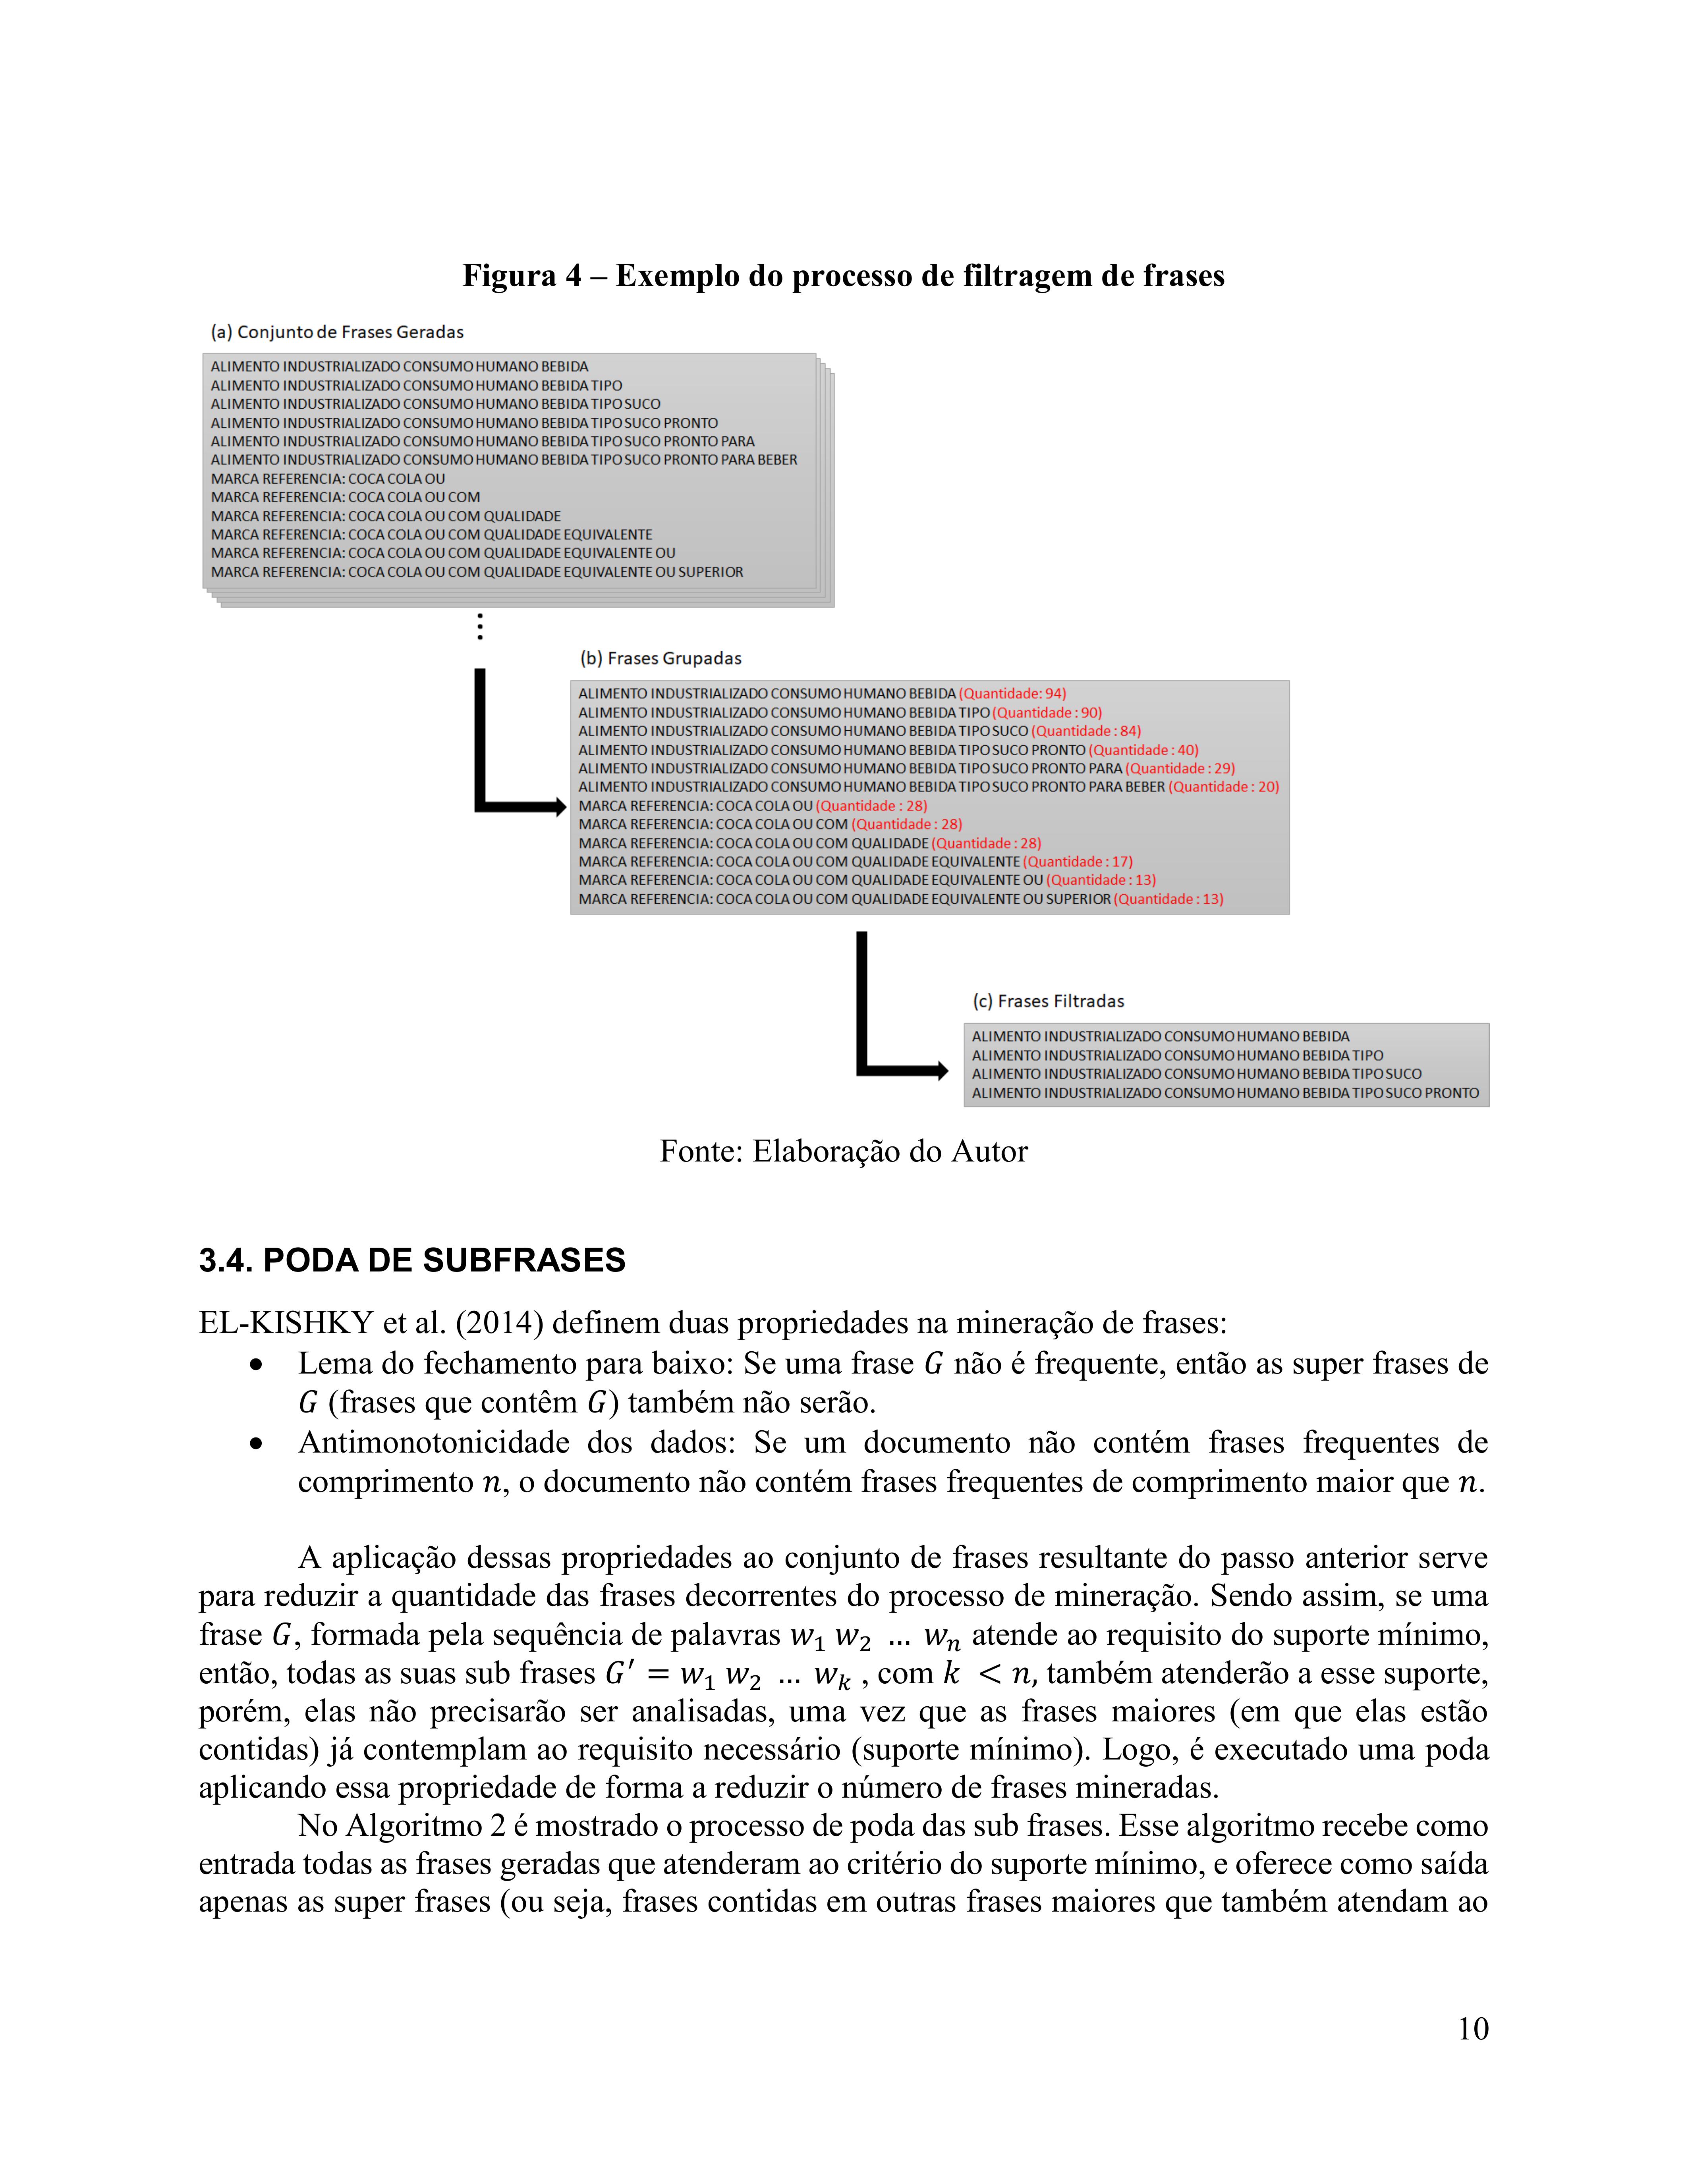 Figura 4 – Exemplo do processo de filtragem de frases
(a) Conjunto de Frases Geradas
ALIMENTO INDUSTRIALIZADO CONSUMO HUMANO BEBIDA
ALIMENTO INDUSTRIALIZADO CONSUMO HUMANO BEBIDA TIPO
ALIMENTO INDUSTRIALIZADO CONSUMO HUMANO BEBIDA TIPO SUCO
ALIMENTO INDUSTRIALIZADO CONSUMO HUMANO BEBIDA TIPO SUCO PRONTO
ALIMENTO INDUSTRIALIZADO CONSUMO HUMANO BEBIDA TIPO SUCO PRONTO PARA
ALIMENTO INDUSTRIALIZADO CONSUMO HUMANO BEBIDA TIPO SUCO PRONTO PARA BEBER
MARCA REFERENCIA: COCA COLA OU
MARCA REFERENCIA: COCA COLA OU COM
MARCA REFERENCIA: COCA COLA OU COM QUALIDADE
MARCA REFERENCIA: COCA COLA OU COM QUALIDADE EQUIVALENTE
MARCA REFERENCIA: COCA COLA OU COM QUALIDADE EQUIVALENTE OU
MARCA REFERENCIA: COCA COLA OU COM QUALIDADE EQUIVALENTE OU SUPERIOR
(b) Frases Grupadas
ALIMENTO INDUSTRIALIZADO CONSUMO HUMANO BEBIDA (Quantidade: 94)
ALIMENTO INDUSTRIALIZADO CONSUMO HUMANO BEBIDA TIPO (Quantidade : 90)
ALIMENTO INDUSTRIALIZADO CONSUMO HUMANO BEBIDA TIPO SUCO (Quantidade : 84)
ALIMENTO INDUSTRIALIZADO CONSUMO HUMANO BEBIDA TIPO SUCO PRONTO (Quantidade : 40)
ALIMENTO INDUSTRIALIZADO CONSUMO HUMANO BEBIDA TIPO SUCO PRONTO PARA (Quantidade : 29)
ALIMENTO INDUSTRIALIZADO CONSUMO HUMANO BEBIDA TIPO SUCO PRONTO PARA BEBER (Quantidade : 20)
MARCA REFERENCIA: COCA COLA OU (Quantidade : 28)
MARCA REFERENCIA: COCA COLA OU COM (Quantidade : 28)
MARCA REFERENCIA: COCA COLA OU COM QUALIDADE (Quantidade : 28)
MARCA REFERENCIA: COCA COLA OU COM QUALIDADE EQUIVALENTE (Quantidade : 17)
MARCA REFERENCIA: COCA COLA OU COM QUALIDADE EQUIVALENTE OU (Quantidade : 13)
MARCA REFERENCIA: COCA COLA OU COM QUALIDADE EQUIVALENTE OU SUPERIOR (Quantidade : 13)
(c) Frases Filtradas
ALIMENTO INDUSTRIALIZADO CONSUMO HUMANO BEBIDA
ALIMENTO INDUSTRIALIZADO CONSUMO HUMANO BEBIDA TIPO
ALIMENTO INDUSTRIALIZADO CONSUMO HUMANO BEBIDA TIPO SUCO
ALIMENTO INDUSTRIALIZADO CONSUMO HUMANO BEBIDA TIPO SUCO PRONTO
Fonte: Elaboração do Autor
3.4. PODA DE SUBFRASES
EL-KISHKY et al. (2014) definem duas propriedades na mineração de frases:
• Lema do fechamento para baixo: Se uma frase G não é frequente, então as super frases de
G (frases que contêm G) também não serão.
• Antimonotonicidade dos dados: Se um documento não contém frases frequentes de
comprimento n, o documento não contém frases frequentes de comprimento maior que n.
A aplicação dessas propriedades ao conjunto de frases resultante do passo anterior serve
para reduzir a quantidade das frases decorrentes do processo de mineração. Sendo assim, se uma
frase G, formada pela sequência de palavras w₁ w₂ ... wₙ atende ao requisito do suporte mínimo,
então, todas as suas sub frases G′ = w₁ w₂ ... wₖ , com k < n, também atenderão a esse suporte,
porém, elas não precisarão ser analisadas, uma vez que as frases maiores (em que elas estão
contidas) já contemplam ao requisito necessário (suporte mínimo). Logo, é executado uma poda
aplicando essa propriedade de forma a reduzir o número de frases mineradas.
No Algoritmo 2 é mostrado o processo de poda das sub frases. Esse algoritmo recebe como
entrada todas as frases geradas que atenderam ao critério do suporte mínimo, e oferece como saída
apenas as super frases (ou seja, frases contidas em outras frases maiores que também atendam ao
10